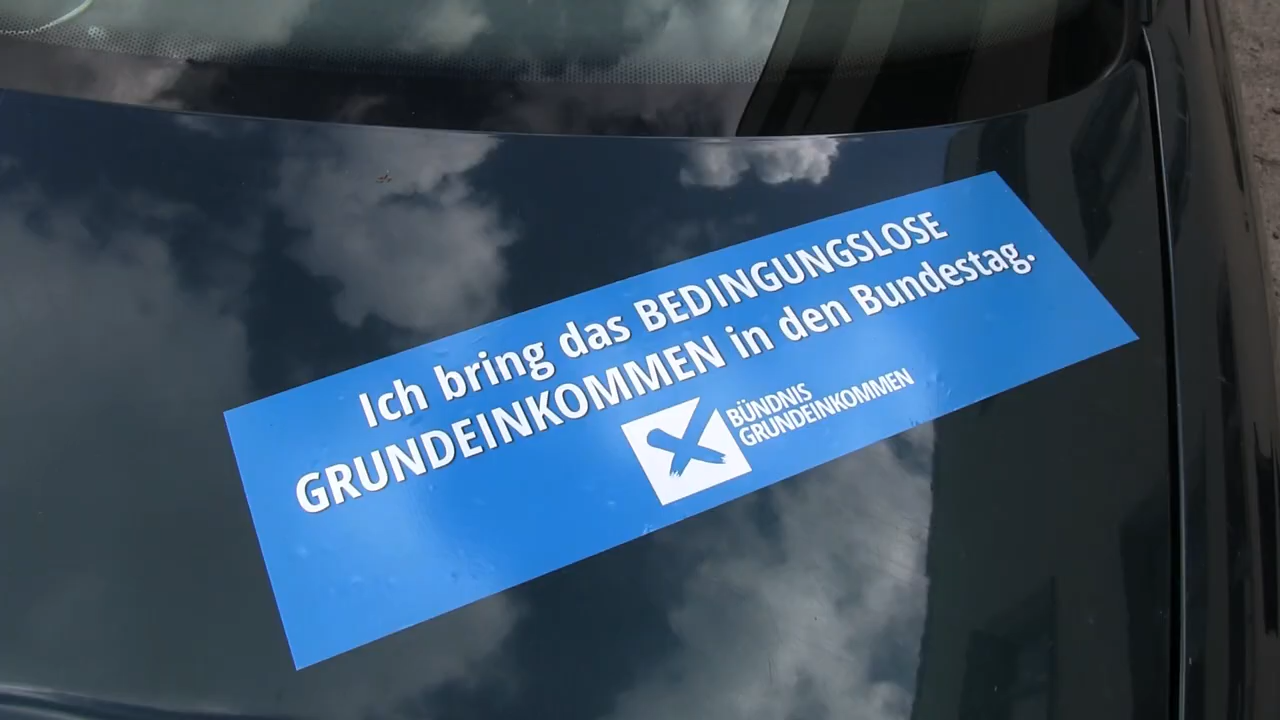 Ich bring das BEDINGUNGSLOSE
GRUNDEINKOMMEN in den Bundestag.
BÜNDNIS
GRUNDEINKOMMEN